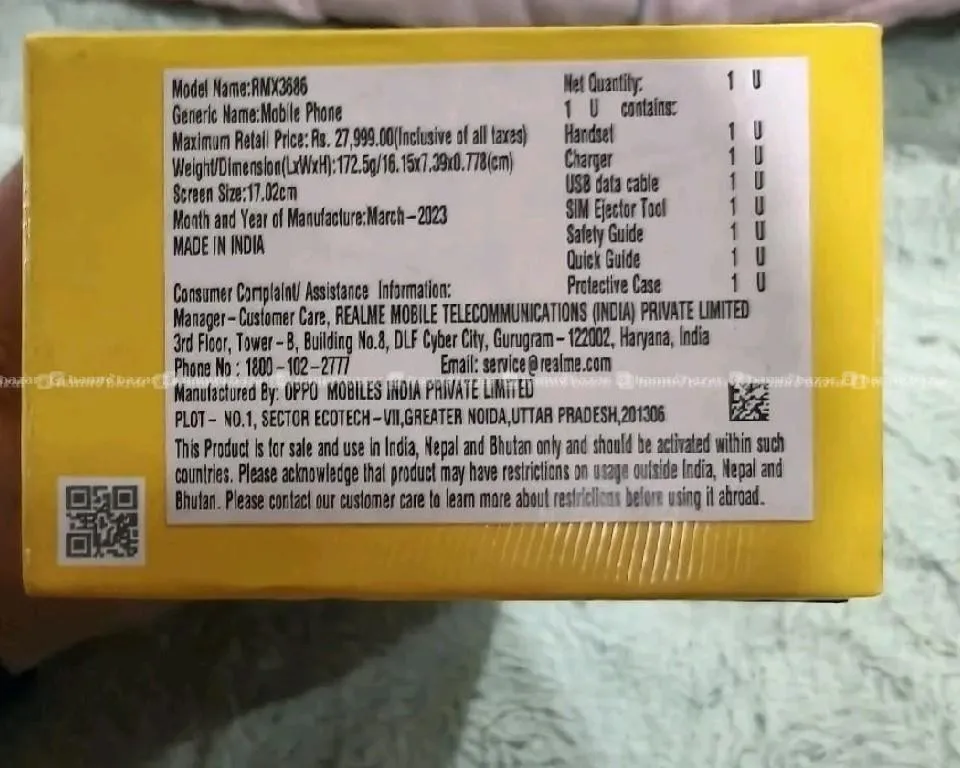 Model Name:RMX3686
Generic Name:Mobile Phone
Maximum Retail Price: Rs. 27,999.00(Inclusive of all taxes)
Weight/Dimension(LxWxH):172.5g/16.15x7.39x0.778(cm)
Screen Size:17.02cm
Month and Year of Manufacture:March-2023
MADE IN INDIA
Net Quantity: 1 U
1 U contains:
Handset 1 U
Charger 1 U
USB data cable 1 U
SIM Ejector Tool 1 U
Safety Guide 1 U
Quick Guide 1 U
Protective Case 1 U
Consumer Complaint/ Assistance Information:
Manager-Customer Care, REALME MOBILE TELECOMMUNICATIONS (INDIA) PRIVATE LIMITED
3rd Floor, Tower-B, Building No.8, DLF Cyber City, Gurugram-122002, Haryana, India
Phone No : 1800-102-2777 Email: service@realme.com
Manufactured By: OPPO MOBILES INDIA PRIVATE LIMITED
PLOT- NO.1, SECTOR ECOTECH-VII,GREATER NOIDA,UTTAR PRADESH,201306
This Product is for sale and use in India, Nepal and Bhutan only and should be activated within such
countries. Please acknowledge that product may have restrictions on usage outside India, Nepal and
Bhutan. Please contact our customer care to learn more about restrictions before using it abroad.